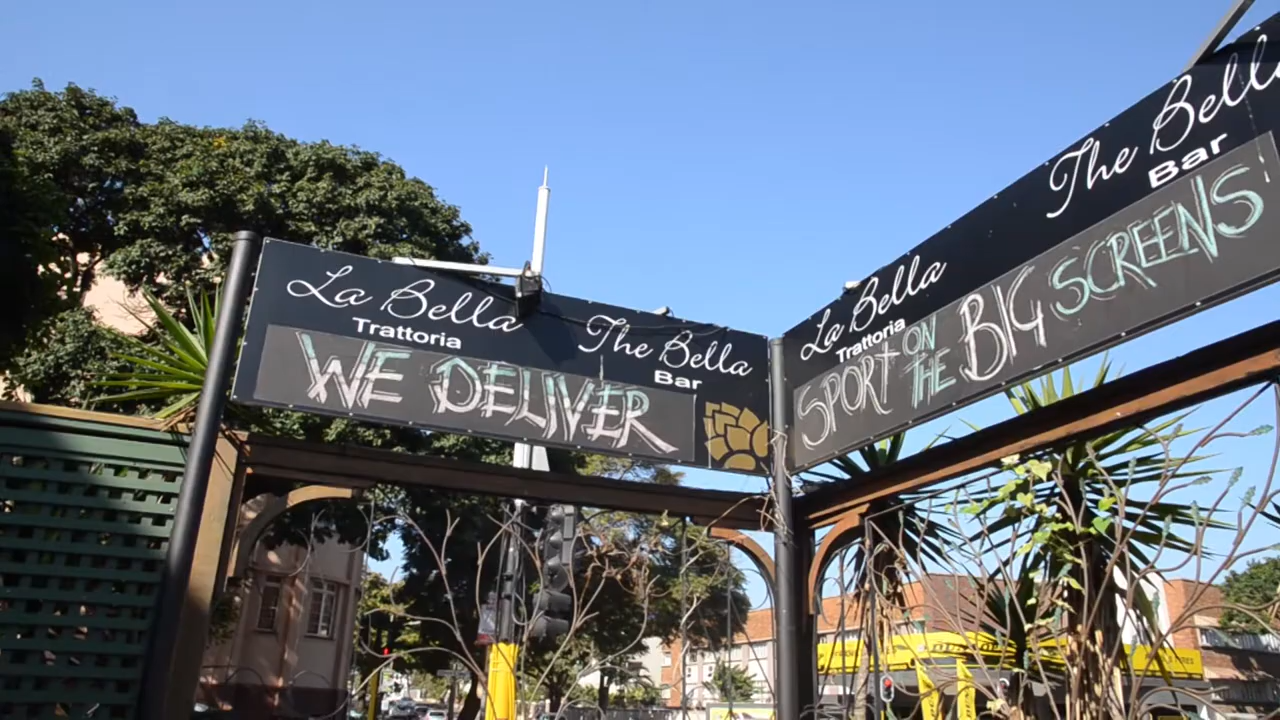 La Bella
Trattoria
The Bella
Bar
WE DELIVER
La Bella
Trattoria
The Bella
Bar
SPORT ON THE BIG SCREENS